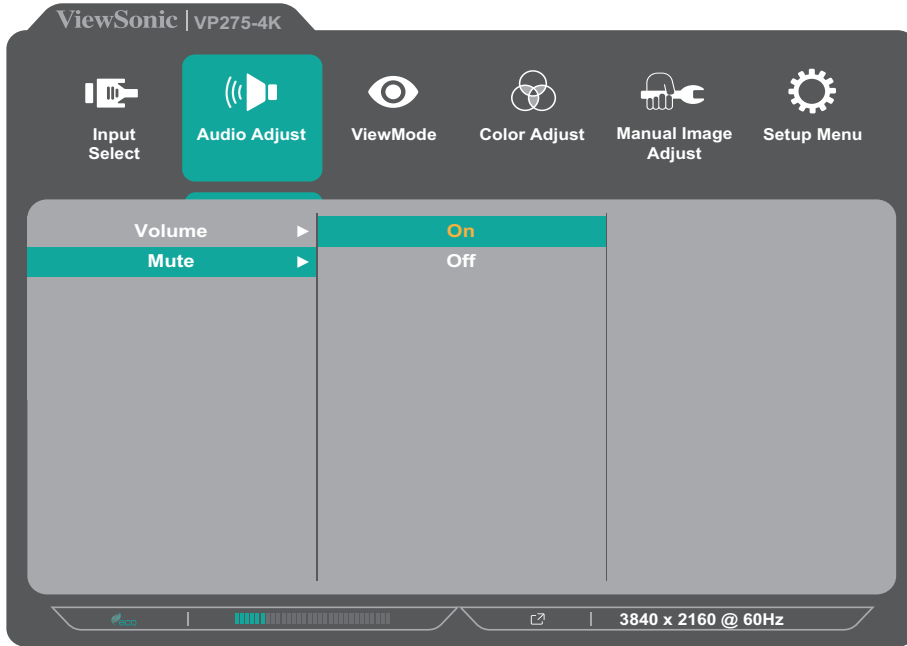 ViewSonic | VP275-4K
Input
Select
Audio Adjust
ViewMode
Color Adjust
Manual Image
Adjust
Setup Menu
Volume
On
Mute
Off
eco
3840 x 2160 @ 60Hz